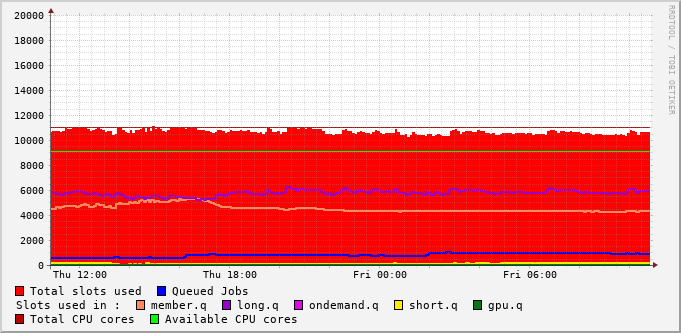 20000
18000
16000
14000
12000
10000
8000
6000
4000
2000
0
Thu 12:00 Thu 18:00 Fri 00:00 Fri 06:00
RRDTOOL / TOBI OETIKER
Total slots used Queued Jobs
Slots used in : member.q long.q ondemand.q short.q gpu.q
Total CPU cores Available CPU cores